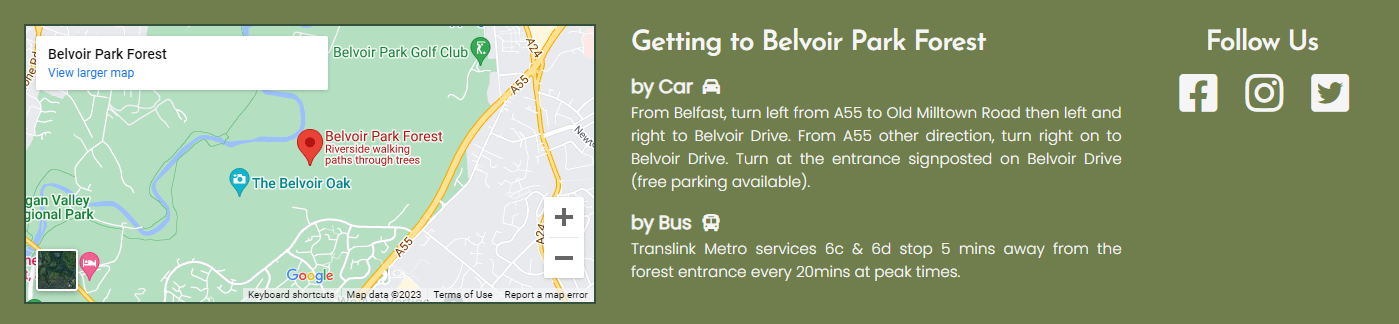 Belvoir Park Forest
View larger map
Belvoir Park Golf Club
A24
A55
Belvoir Park Forest
Riverside walking
paths through trees
The Belvoir Oak
gan Valley
gional Park
A55
A24
Google
Keyboard shortcuts Map data ©2023 Terms of Use Report a map error
Getting to Belvoir Park Forest
by Car
From Belfast, turn left from A55 to Old Milltown Road then left and
right to Belvoir Drive. From A55 other direction, turn right on to
Belvoir Drive. Turn at the entrance signposted on Belvoir Drive
(free parking available).
by Bus
Translink Metro services 6c & 6d stop 5 mins away from the
forest entrance every 20mins at peak times.
Follow Us